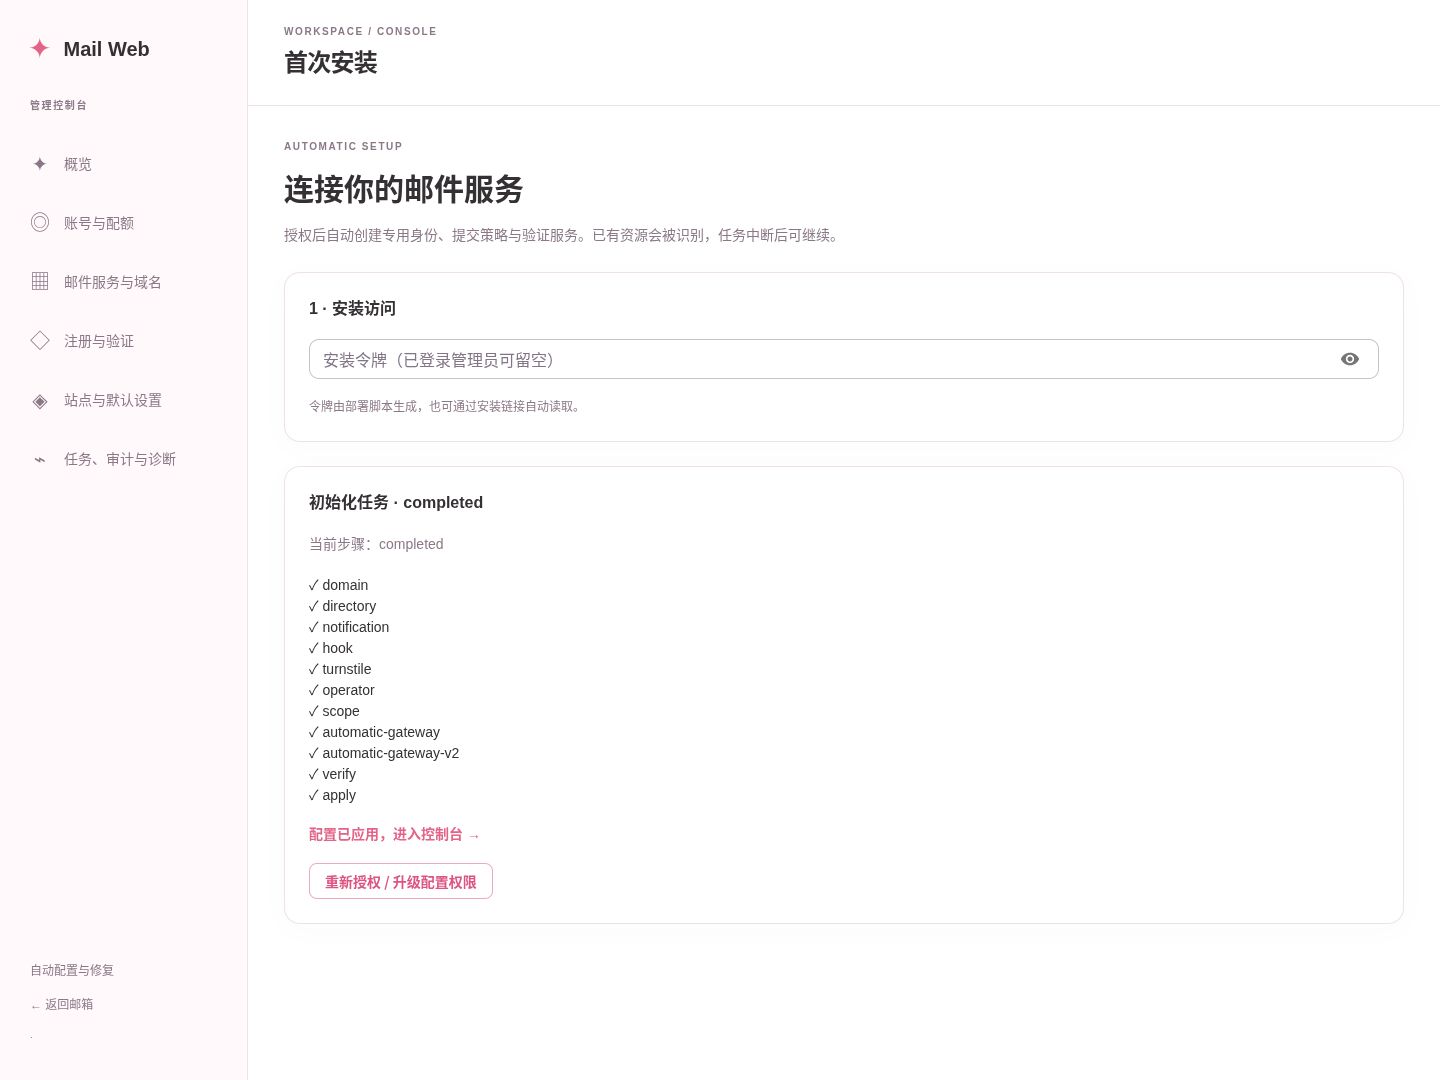 Mail Web
管理控制台
概览
账号与配额
邮件服务与域名
注册与验证
站点与默认设置
任务、审计与诊断
自动配置与修复
← 返回邮箱
WORKSPACE / CONSOLE
首次安装
AUTOMATIC SETUP
连接你的邮件服务
授权后自动创建专用身份、提交策略与验证服务。已有资源会被识别，任务中断后可继续。
1 · 安装访问
安装令牌（已登录管理员可留空）
令牌由部署脚本生成，也可通过安装链接自动读取。
初始化任务 · completed
当前步骤：completed
✓ domain
✓ directory
✓ notification
✓ hook
✓ turnstile
✓ operator
✓ scope
✓ automatic-gateway
✓ automatic-gateway-v2
✓ verify
✓ apply
配置已应用，进入控制台 →
重新授权 / 升级配置权限